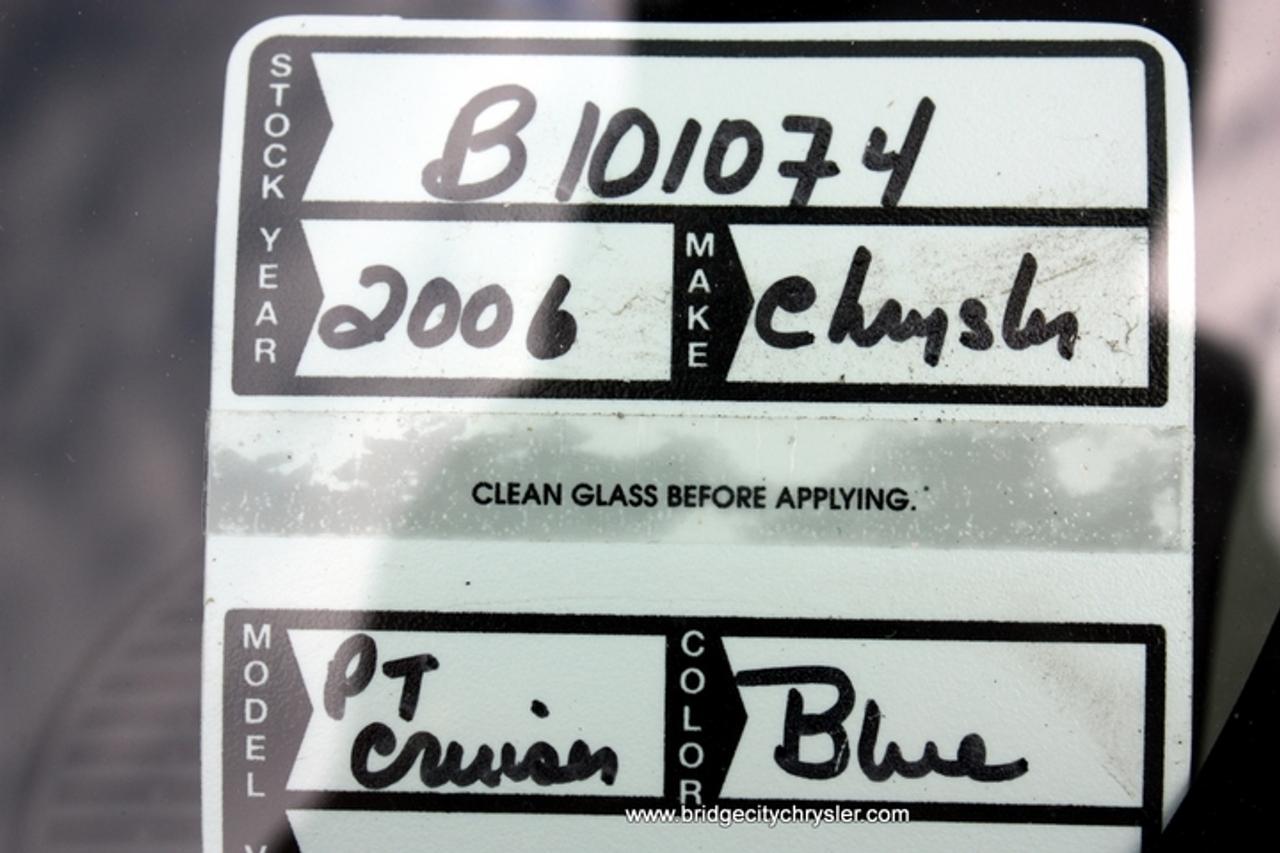 STOCK B101074
YEAR 2006 MAKE Chrysler
CLEAN GLASS BEFORE APPLYING.
MODEL PT Cruiser COLOR Blue
www.bridgecitychrysler.com